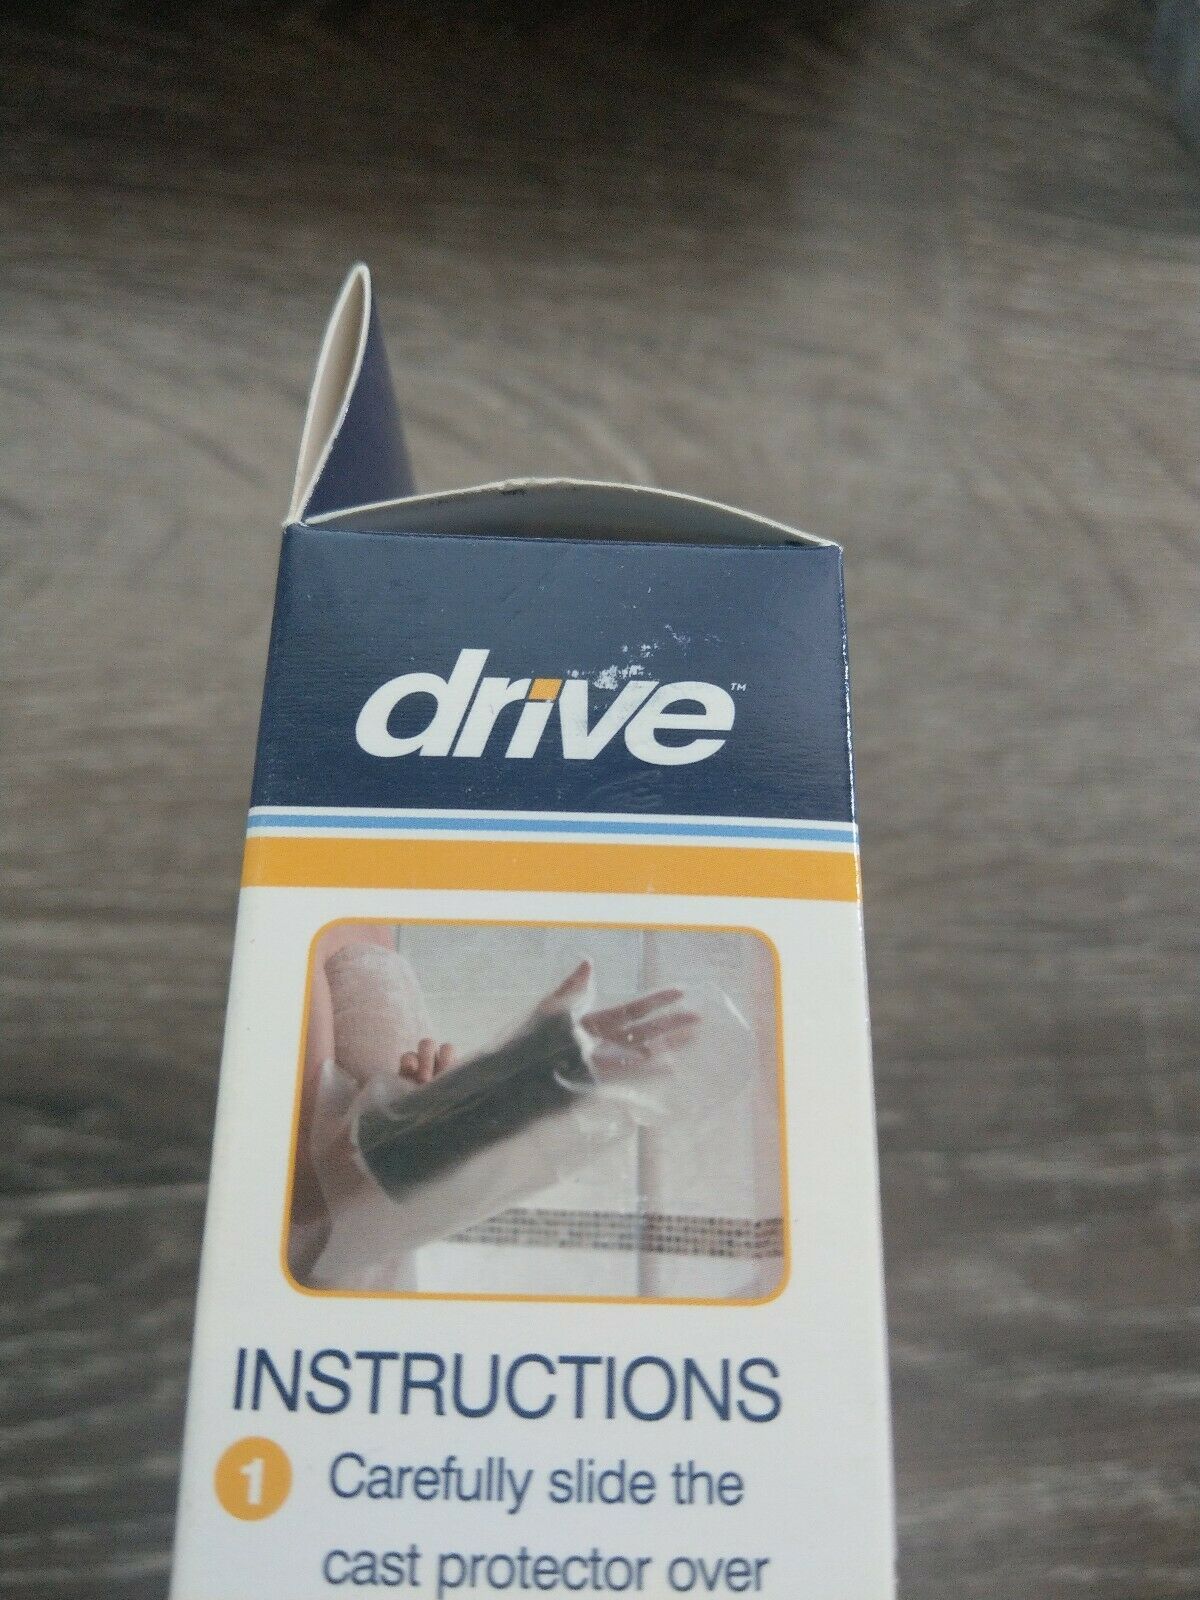 drive™
INSTRUCTIONS
1 Carefully slide the
cast protector over